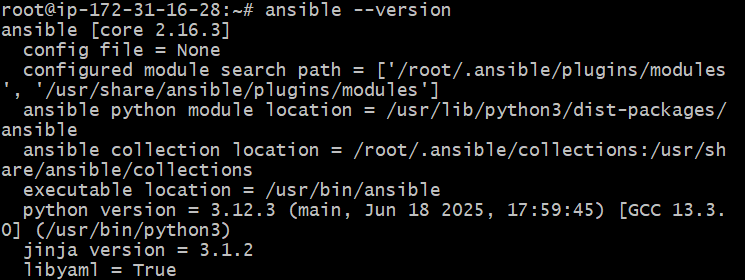 root@ip-172-31-16-28:~# ansible --version
ansible [core 2.16.3]
  config file = None
  configured module search path = ['/root/.ansible/plugins/modules
', '/usr/share/ansible/plugins/modules']
  ansible python module location = /usr/lib/python3/dist-packages/
ansible
  ansible collection location = /root/.ansible/collections:/usr/sh
are/ansible/collections
  executable location = /usr/bin/ansible
  python version = 3.12.3 (main, Jun 18 2025, 17:59:45) [GCC 13.3.
0] (/usr/bin/python3)
  jinja version = 3.1.2
  libyaml = True